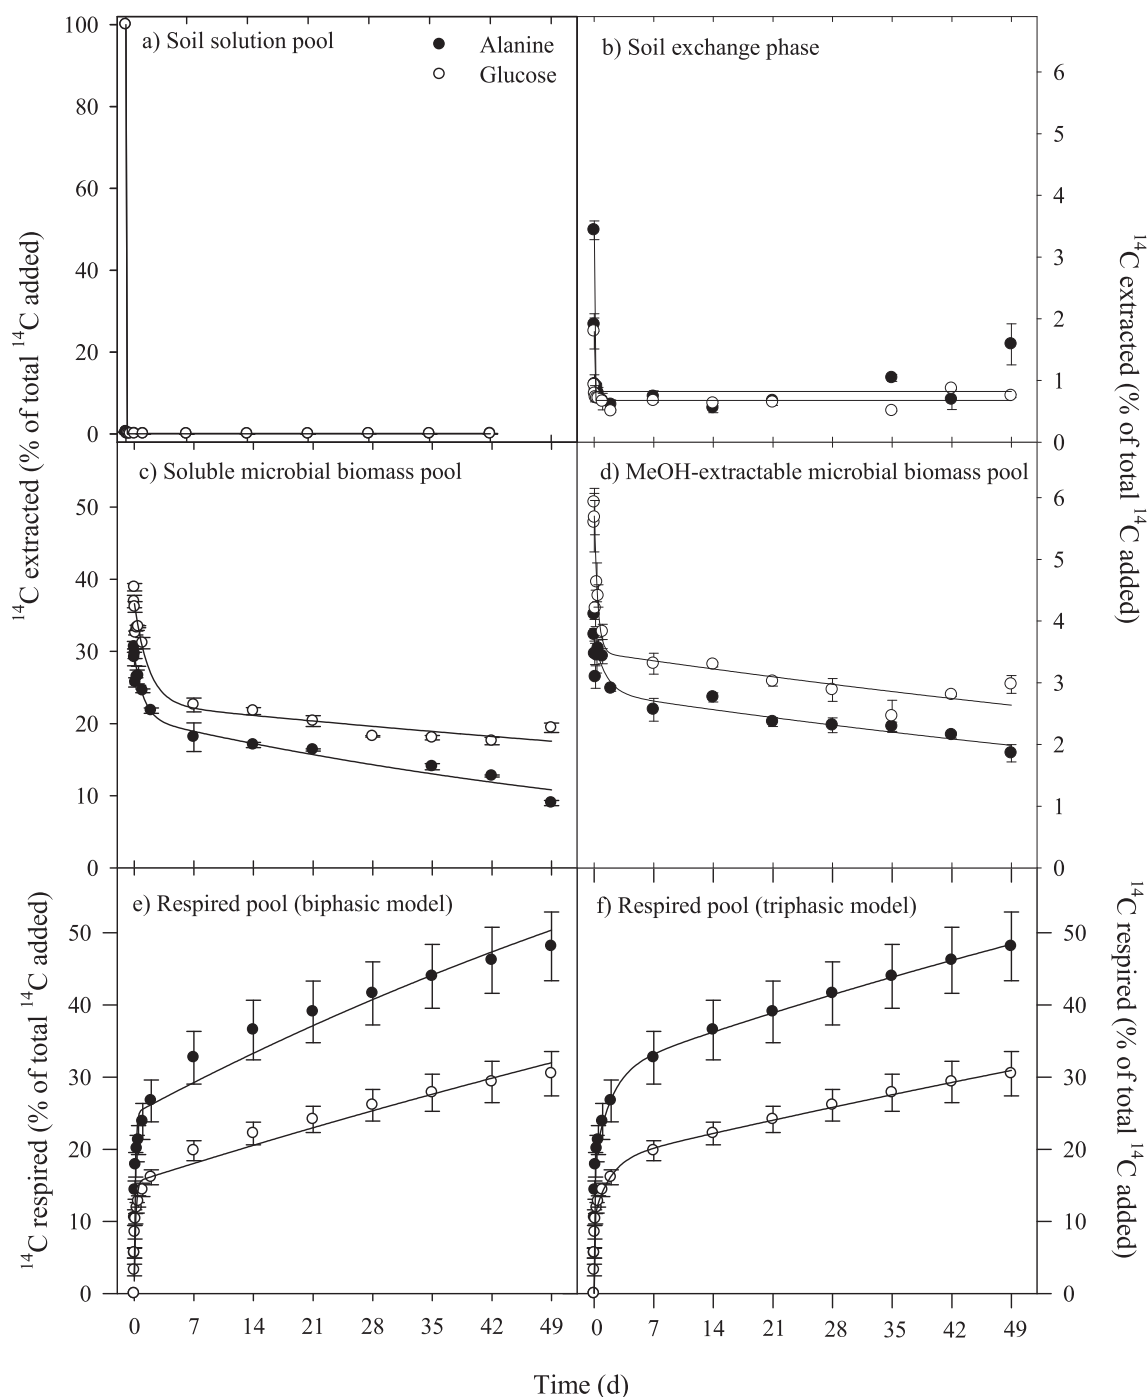 a) Soil solution pool
Alanine
Glucose
100
80
60
40
20
0
b) Soil exchange phase
6
5
4
3
2
1
0
¹⁴C extracted (% of total ¹⁴C added)
¹⁴C extracted (% of total ¹⁴C added)
c) Soluble microbial biomass pool
50
40
30
20
10
0
d) MeOH-extractable microbial biomass pool
6
5
4
3
2
1
0
e) Respired pool (biphasic model)
50
40
30
20
10
0
¹⁴C respired (% of total ¹⁴C added)
f) Respired pool (triphasic model)
50
40
30
20
10
0
¹⁴C respired (% of total ¹⁴C added)
0 7 14 21 28 35 42 49
0 7 14 21 28 35 42 49
Time (d)